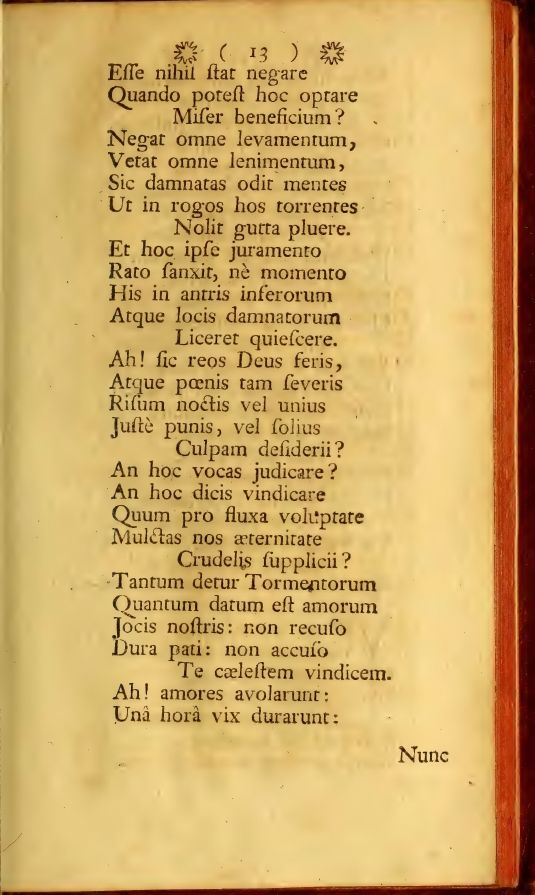 ( 13 )
Eſſe nihil ſtat negare
Quando poteſt hoc optare
Miſer beneficium?
Negat omne levamentum,
Vetat omne lenimentum,
Sic damnatas odit mentes
Ut in rogos hos torrentes
Nolit gutta pluere.
Et hoc ipſe juramento
Rato ſanxit, nè momento
His in antris inferorum
Atque locis damnatorum
Liceret quieſcere.
Ah! ſic reos Deus feris,
Atque pœnis tam ſeveris
Riſum noctis vel unius
Juſtè punis, vel ſolius
Culpam deſiderii?
An hoc vocas judicare?
An hoc dicis vindicare
Quum pro fluxa voluptate
Mulctas nos æternitate
Crudelis ſupplicii?
Tantum detur Tormentorum
Quantum datum eſt amorum
Jocis noſtris: non recuſo
Dura pati: non accuſo
Te cæleſtem vindicem.
Ah! amores avolarunt:
Unâ horâ vix durarunt:
Nunc